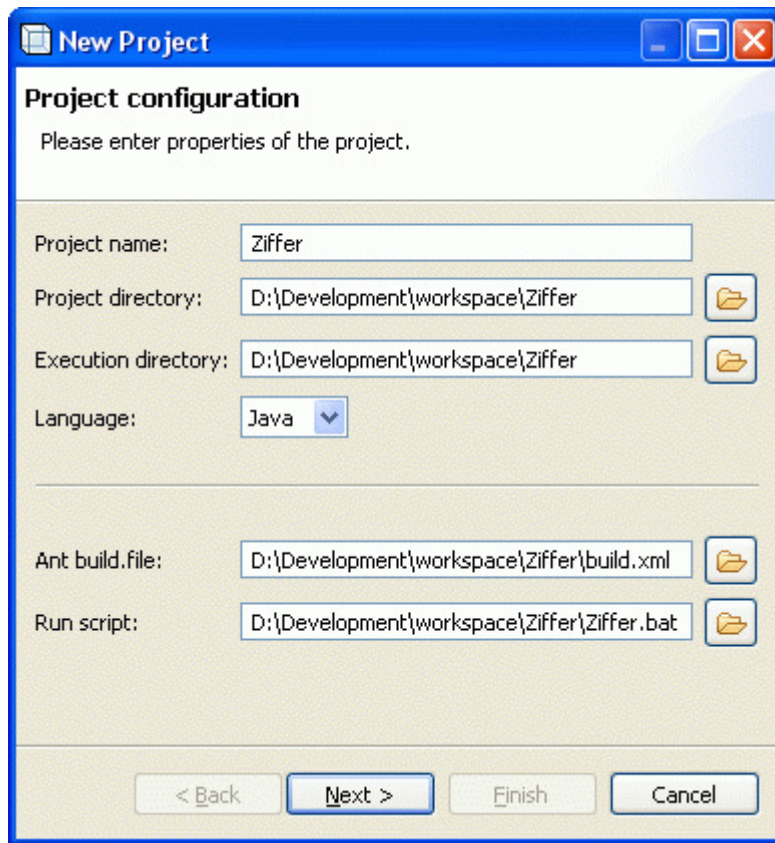 New Project
Project configuration
Please enter properties of the project.
Project name: Ziffer
Project directory: D:\Development\workspace\Ziffer
Execution directory: D:\Development\workspace\Ziffer
Language: Java
Ant build.file: D:\Development\workspace\Ziffer\build.xml
Run script: D:\Development\workspace\Ziffer\Ziffer.bat
< Back Next > Finish Cancel